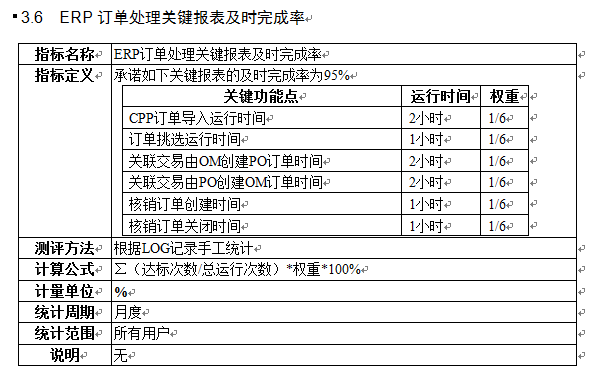 3.6 ERP 订单处理关键报表及时完成率
指标名称 ERP订单处理关键报表及时完成率
指标定义 承诺如下关键报表的及时完成率为95%
关键功能点 运行时间 权重
CPP订单导入运行时间 2小时 1/6
订单挑选运行时间 1小时 1/6
关联交易由OM创建PO订单时间 2小时 1/6
关联交易由PO创建OM订单时间 2小时 1/6
核销订单创建时间 1小时 1/6
核销订单关闭时间 1小时 1/6
测评方法 根据LOG记录手工统计
计算公式 Σ（达标次数/总运行次数）*权重*100%
计量单位 %
统计周期 月度
统计范围 所有用户
说明 无